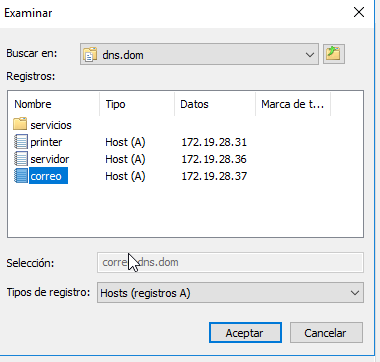 Examinar
Buscar en: dns.dom
Registros:
Nombre Tipo Datos Marca de t...
servicios
printer Host (A) 172.19.28.31
servidor Host (A) 172.19.28.36
correo Host (A) 172.19.28.37
Selección: correo.dns.dom
Tipos de registro: Hosts (registros A)
Aceptar Cancelar